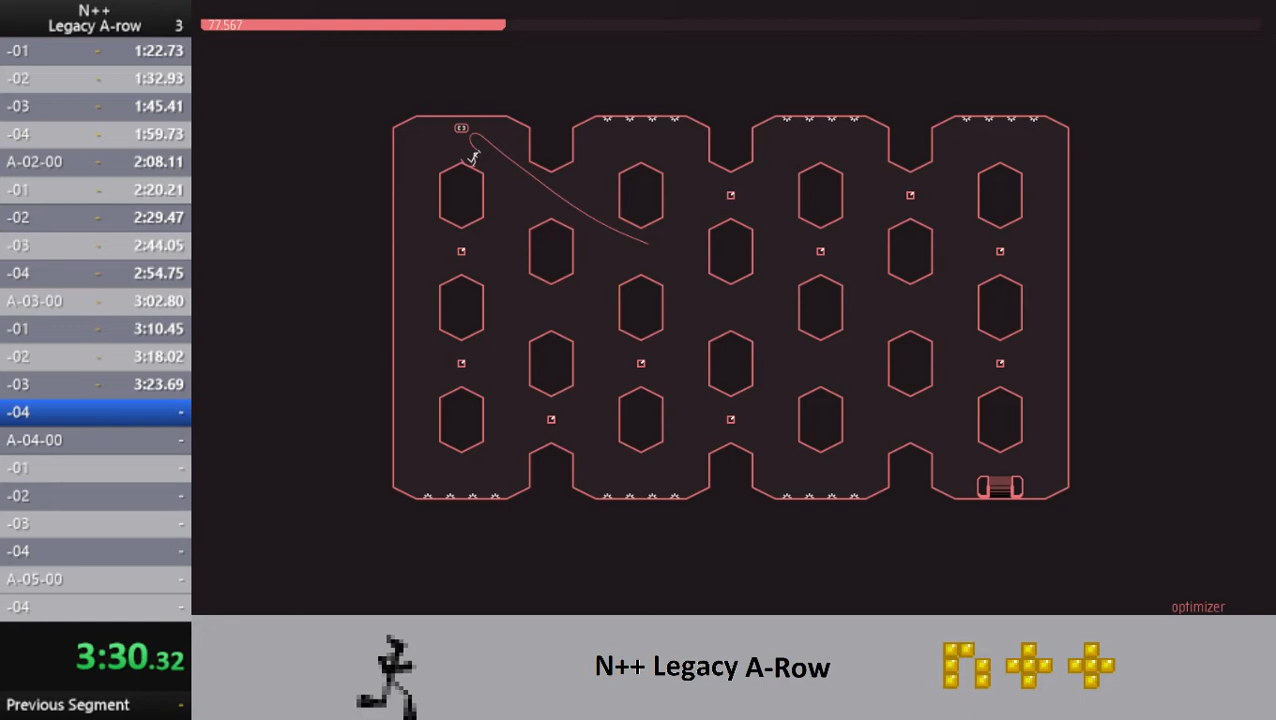 N++
Legacy A-row 3
77.567
-01 - 1:22.73
-02 - 1:32.93
-03 - 1:45.41
-04 - 1:59.73
A-02-00 - 2:08.11
-01 - 2:20.21
-02 - 2:29.47
-03 - 2:44.05
-04 - 2:54.75
A-03-00 - 3:02.80
-01 - 3:10.45
-02 - 3:18.02
-03 - 3:23.69
-04 -
A-04-00 -
-01 -
-02 -
-03 -
-04 -
A-05-00 -
-04 -
optimizer
3:30.32
N++ Legacy A-Row
Previous Segment -